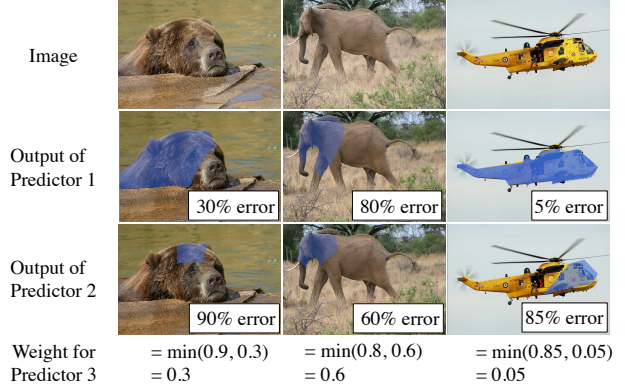 Image
Output of
Predictor 1
30% error
80% error
5% error
Output of
Predictor 2
90% error
60% error
85% error
Weight for
Predictor 3
= min(0.9, 0.3)
= 0.3
= min(0.8, 0.6)
= 0.6
= min(0.85, 0.05)
= 0.05